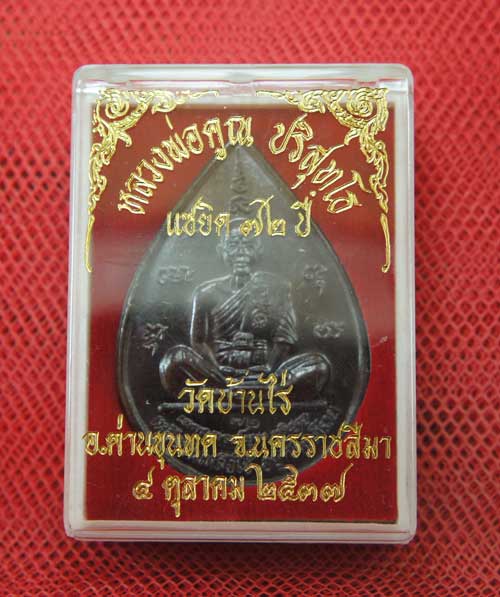 หลวงพ่อคูณ ปริสุทฺโธ
แซยิด ๗๒ ปี
วัดบ้านไร่
อ.ด่านขุนทด จ.นครราชสีมา
๔ ตุลาคม ๒๕๓๗